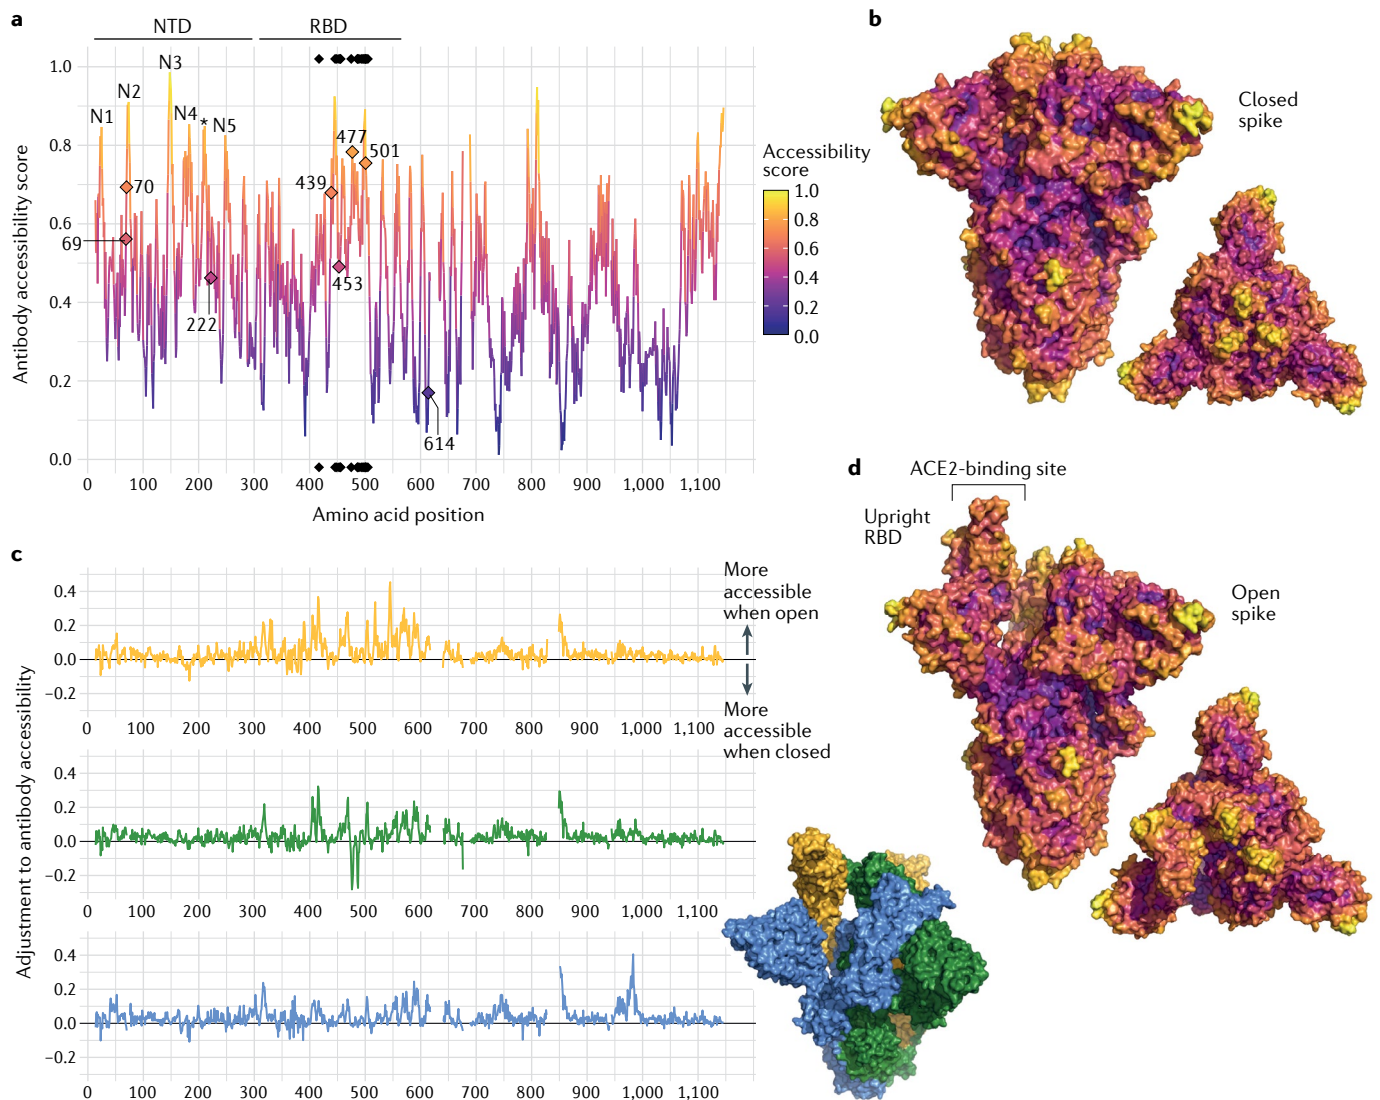 a
NTD
RBD
1.0
0.8
0.6
0.4
0.2
0.0
Antibody accessibility score
N1
N2
N3
N4
*
N5
70
69
222
439
477
501
453
614
0 100 200 300 400 500 600 700 800 900 1,000 1,100
Amino acid position
Accessibility
score
1.0
0.8
0.6
0.4
0.2
0.0
b
Closed
spike
c
Adjustment to antibody accessibility
0.4
0.2
0.0
−0.2
0 100 200 300 400 500 600 700 800 900 1,000 1,100
More
accessible
when open
More
accessible
when closed
0.4
0.2
0.0
−0.2
0 100 200 300 400 500 600 700 800 900 1,000 1,100
0.4
0.2
0.0
−0.2
0 100 200 300 400 500 600 700 800 900 1,000 1,100
d
ACE2-binding site
Upright
RBD
Open
spike